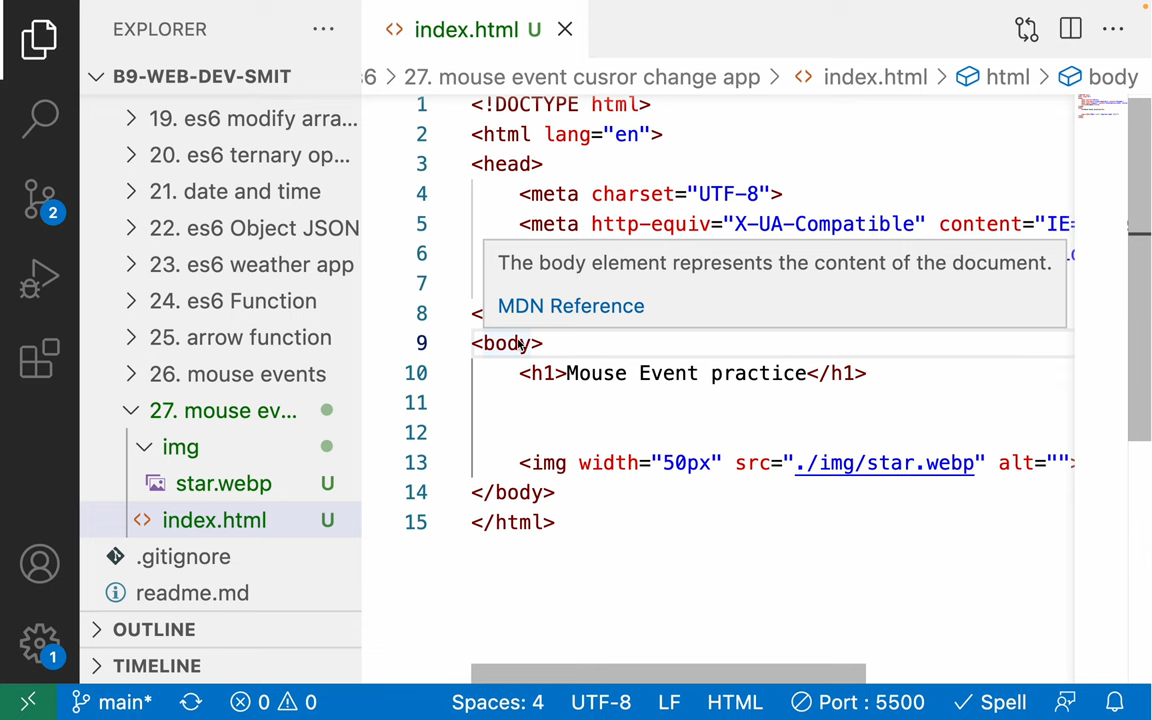 EXPLORER
B9-WEB-DEV-SMIT
19. es6 modify arra...
20. es6 ternary op...
21. date and time
22. es6 Object JSON
23. es6 weather app
24. es6 Function
25. arrow function
26. mouse events
27. mouse ev...
img
star.webp U
index.html U
.gitignore
readme.md
OUTLINE
TIMELINE
2
1
index.html U
6 > 27. mouse event cusror change app > index.html > html > body
1 <!DOCTYPE html>
2 <html lang="en">
3 <head>
4 <meta charset="UTF-8">
5 <meta http-equiv="X-UA-Compatible" content="IE=
6
The body element represents the content of the document.
7
MDN Reference
8 <
9 <body>
10 <h1>Mouse Event practice</h1>
11
12
13 <img width="50px" src="./img/star.webp" alt="">
14 </body>
15 </html>
main* 0 0 Spaces: 4 UTF-8 LF HTML Port : 5500 Spell